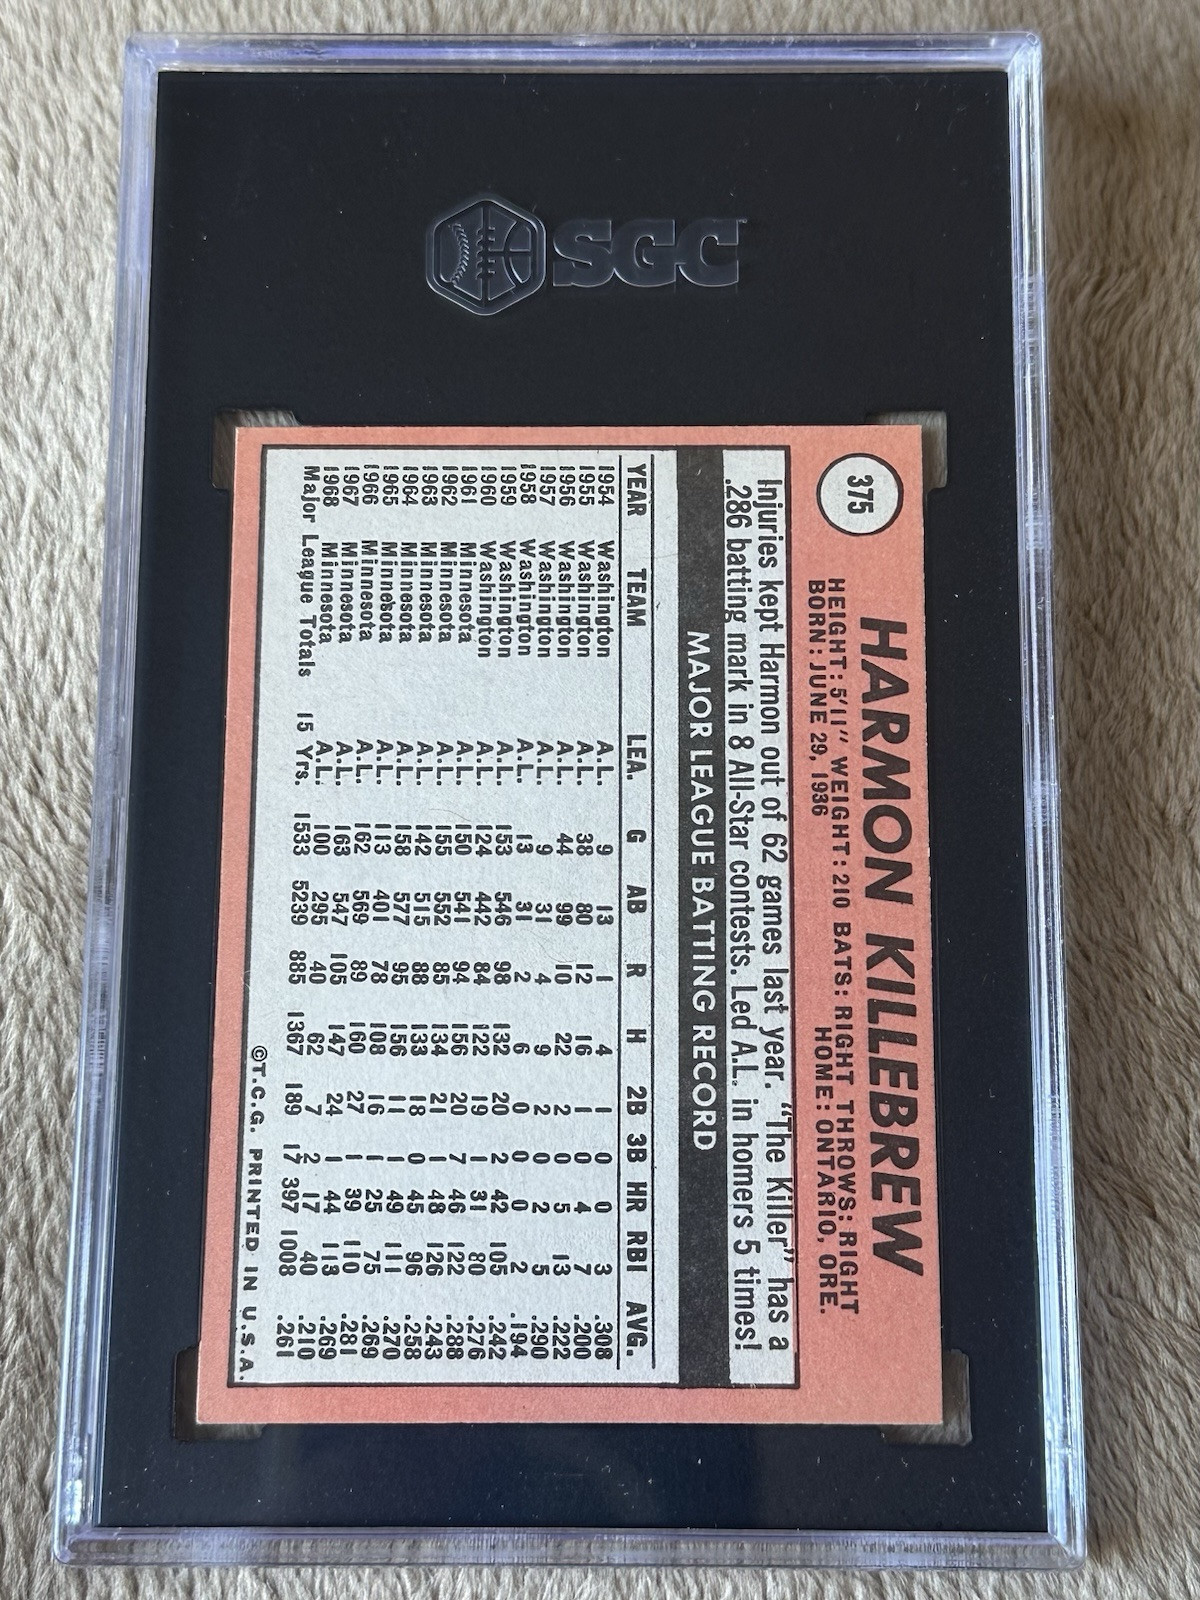 SGC
375
HARMON KILLEBREW
HEIGHT: 5'11" WEIGHT: 210 BATS: RIGHT THROWS: RIGHT
BORN: JUNE 29, 1936 HOME: ONTARIO, ORE.
Injuries kept Harmon out of 62 games last year. "The Killer" has a
.286 batting mark in 8 All-Star contests. Led A.L. in homers 5 times!
MAJOR LEAGUE BATTING RECORD
YEAR TEAM LEA. G AB R H 2B 3B HR RBI AVG.
1954 Washington A.L. 9 13 1 4 1 0 0 3 .308
1955 Washington A.L. 38 80 12 16 1 0 4 7 .200
1956 Washington A.L. 44 99 10 22 2 0 5 13 .222
1957 Washington A.L. 9 31 4 9 2 0 2 5 .290
1958 Washington A.L. 13 31 2 6 0 0 0 2 .194
1959 Washington A.L. 153 546 98 132 20 2 42 105 .242
1960 Washington A.L. 124 442 84 122 19 1 31 80 .276
1961 Minnesota A.L. 150 541 94 156 20 7 46 122 .288
1962 Minnesota A.L. 155 552 85 134 21 1 48 126 .243
1963 Minnesota A.L. 142 515 88 133 18 0 45 96 .258
1964 Minnesota A.L. 158 577 95 156 11 1 49 111 .270
1965 Minnesota A.L. 113 401 78 108 16 1 25 75 .269
1966 Minnesota A.L. 162 569 89 160 27 1 39 110 .281
1967 Minnesota A.L. 163 547 105 147 24 1 44 113 .269
1968 Minnesota A.L. 100 295 40 62 7 2 17 40 .210
Major League Totals 15 Yrs. 1533 5239 885 1367 189 17 397 1008 .261
©T.C.G. PRINTED IN U.S.A.